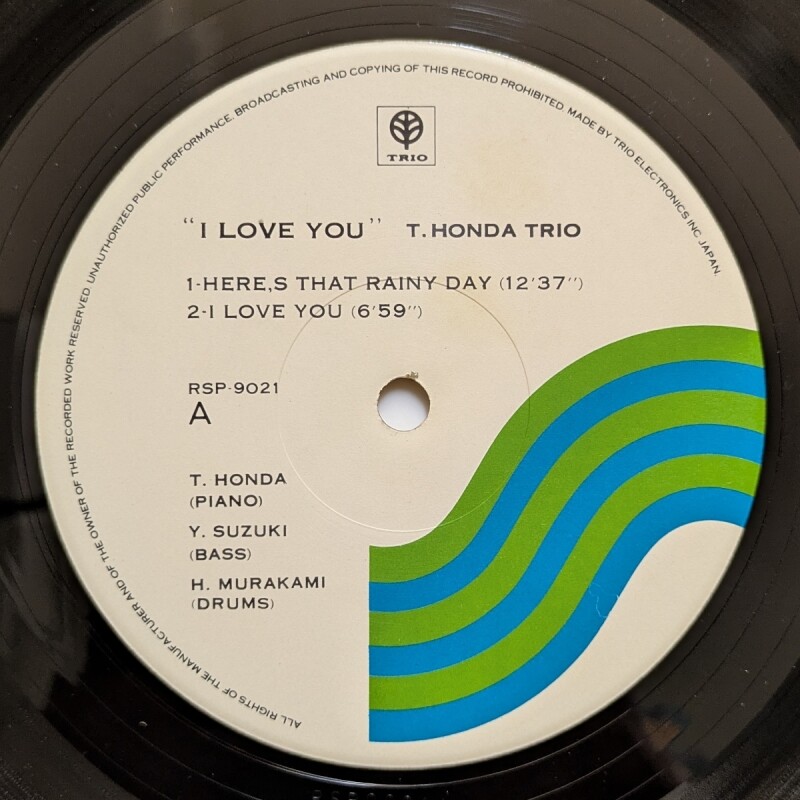 ALL RIGHTS OF THE MANUFACTURER AND OF THE OWNER OF THE RECORDED WORK RESERVED UNAUTHORIZED PUBLIC PERFORMANCE. BROADCASTING AND COPYING OF THIS RECORD PROHIBITED. MADE BY TRIO ELECTRONICS INC JAPAN.
TRIO
“I LOVE YOU” T.HONDA TRIO
1-HERE,S THAT RAINY DAY (12'37'')
2-I LOVE YOU (6'59'')
RSP-9021
A
T. HONDA
(PIANO)
Y. SUZUKI
(BASS)
H. MURAKAMI
(DRUMS)